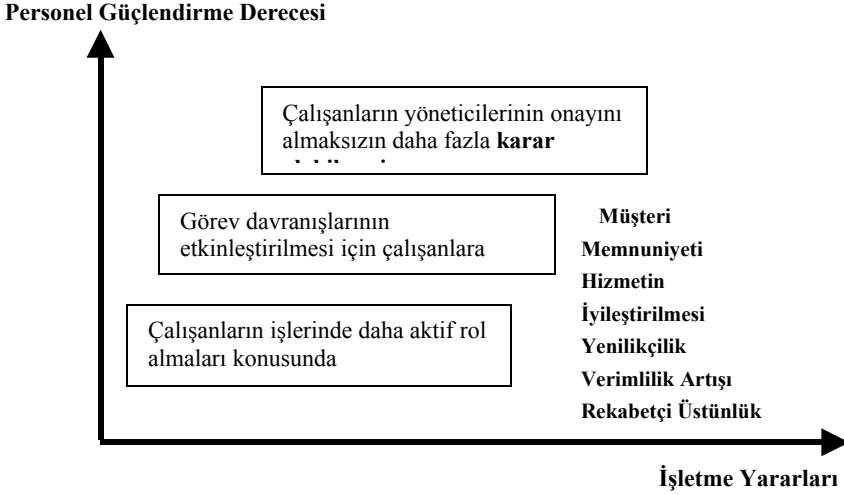 Personel Güçlendirme Derecesi
Çalışanların yöneticilerinin onayını
almaksızın daha fazla karar
Görev davranışlarının
etkinleştirilmesi için çalışanlara
Çalışanların işlerinde daha aktif rol
almaları konusunda
Müşteri
Memnuniyeti
Hizmetin
İyileştirilmesi
Yenilikçilik
Verimlilik Artışı
Rekabetçi Üstünlük
İşletme Yararları